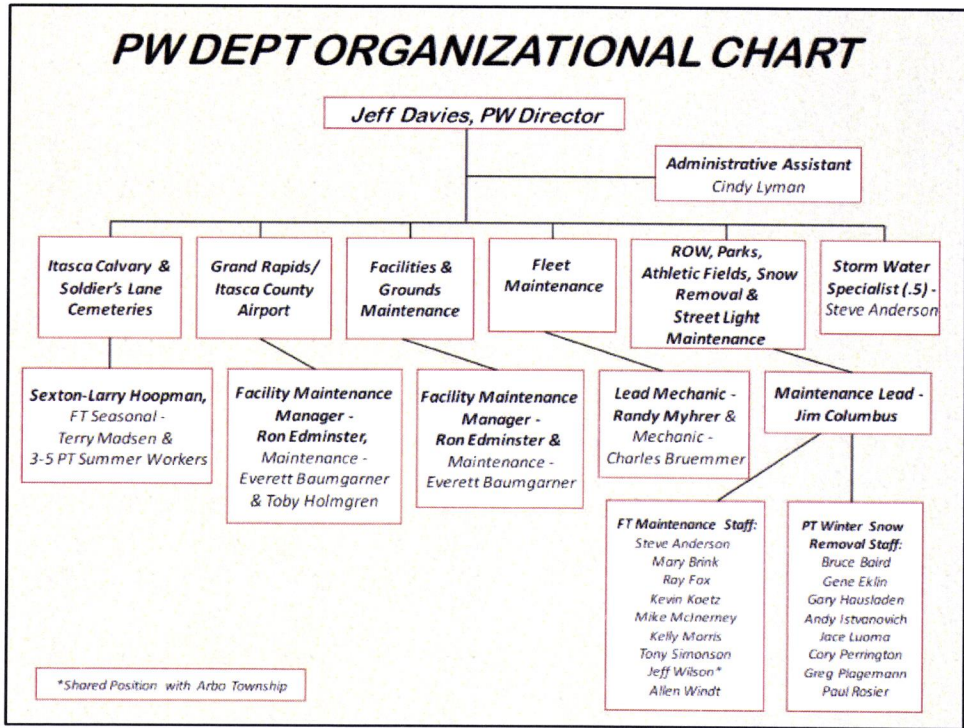 PW DEPT ORGANIZATIONAL CHART
Jeff Davies, PW Director
Administrative Assistant
Cindy Lyman
Itasca Calvary &
Soldier's Lane
Cemeteries
Grand Rapids/
Itasca County
Airport
Facilities &
Grounds
Maintenance
Fleet
Maintenance
ROW, Parks,
Athletic Fields, Snow
Removal &
Street Light
Maintenance
Storm Water
Specialist (.5) -
Steve Anderson
Sexton-Larry Hoopman,
FT Seasonal -
Terry Madsen &
3-5 PT Summer Workers
Facility Maintenance
Manager -
Ron Edminster,
Maintenance -
Everett Baumgarner
& Toby Holmgren
Facility Maintenance
Manager -
Ron Edminster &
Maintenance -
Everett Baumgarner
Lead Mechanic -
Randy Myhrer &
Mechanic -
Charles Bruemmer
Maintenance Lead -
Jim Columbus
FT Maintenance Staff:
Steve Anderson
Mary Brink
Ray Fox
Kevin Koetz
Mike McInerney
Kelly Morris
Tony Simonson
Jeff Wilson*
Allen Windt
PT Winter Snow
Removal Staff:
Bruce Baird
Gene Eklin
Gary Hausladen
Andy Istvanovich
Jace Luoma
Cory Perrington
Greg Plagemann
Paul Rosier
*Shared Position with Arbo Township